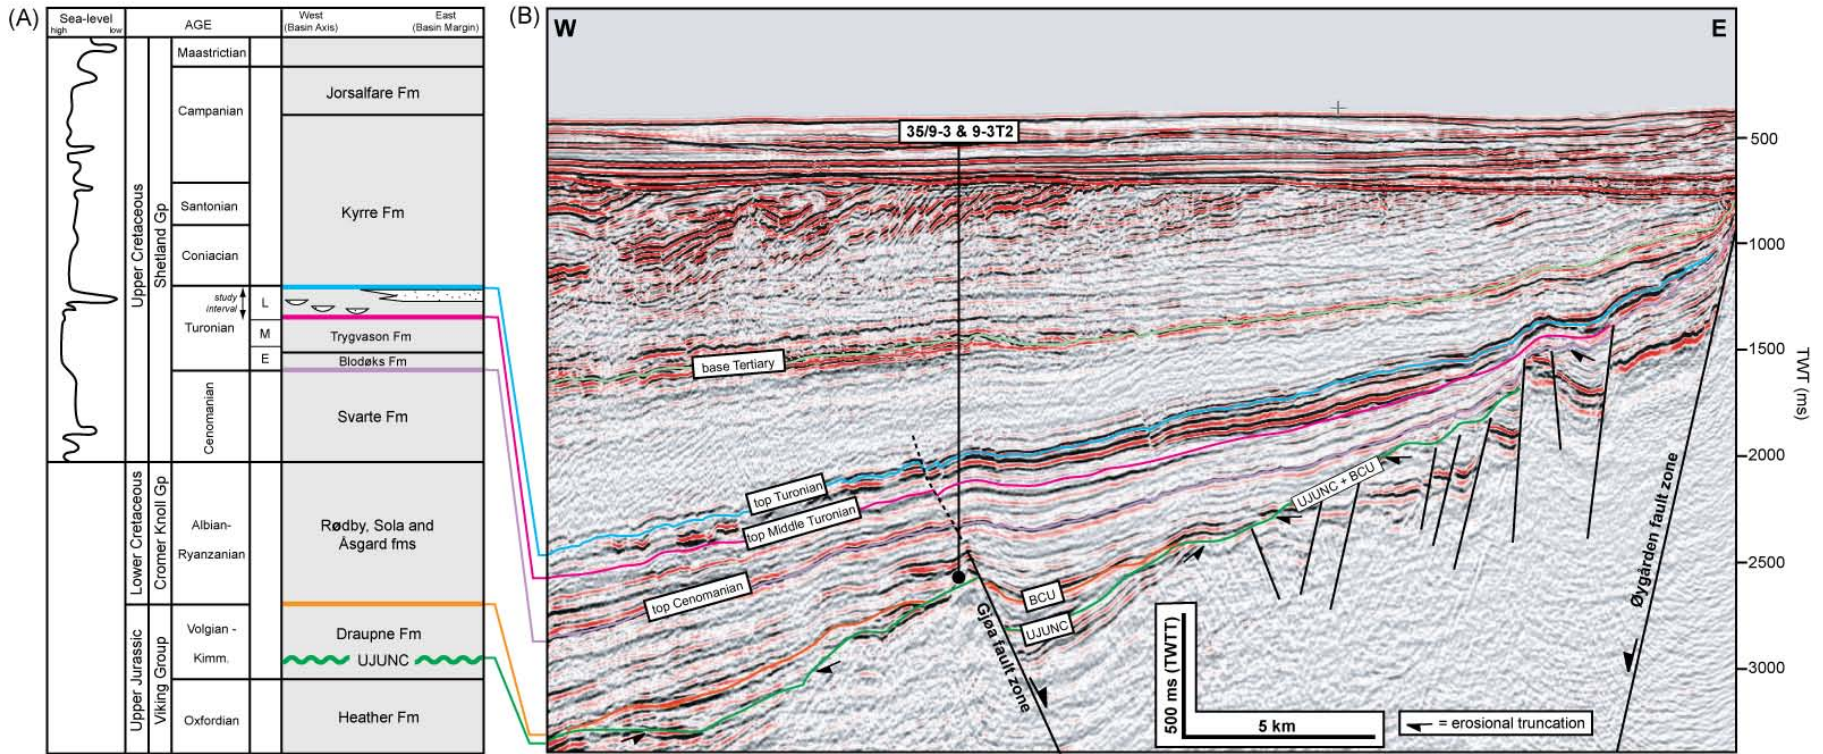 (A)
Sea-level
high low
AGE
West
(Basin Axis)
East
(Basin Margin)
Upper Cretaceous
Shetland Gp
Maastrictian
Campanian
Santonian
Coniacian
study
interval
Turonian
L
M
E
Cenomanian
Jorsalfare Fm
Kyrre Fm
Trygvason Fm
Blodøks Fm
Svarte Fm
Lower Cretaceous
Cromer Knoll Gp
Albian-
Ryanzanian
Rødby, Sola and
Åsgard fms
Upper Jurassic
Viking Group
Volgian -
Kimm.
Oxfordian
Draupne Fm
UJUNC
Heather Fm
(B)
W
E
35/9-3 & 9-3T2
base Tertiary
top Turonian
top Middle Turonian
top Cenomanian
BCU
UJUNC
UJUNC + BCU
Gjøa fault zone
Øygården fault zone
500 ms (TWTT)
5 km
= erosional truncation
500
1000
1500
2000
2500
3000
TWT (ms)